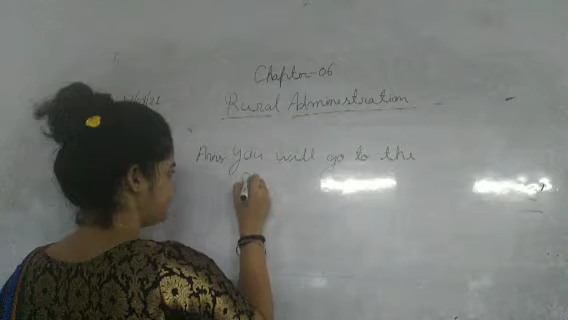 Chapter-06
Rural Administration
Ans You will go to the